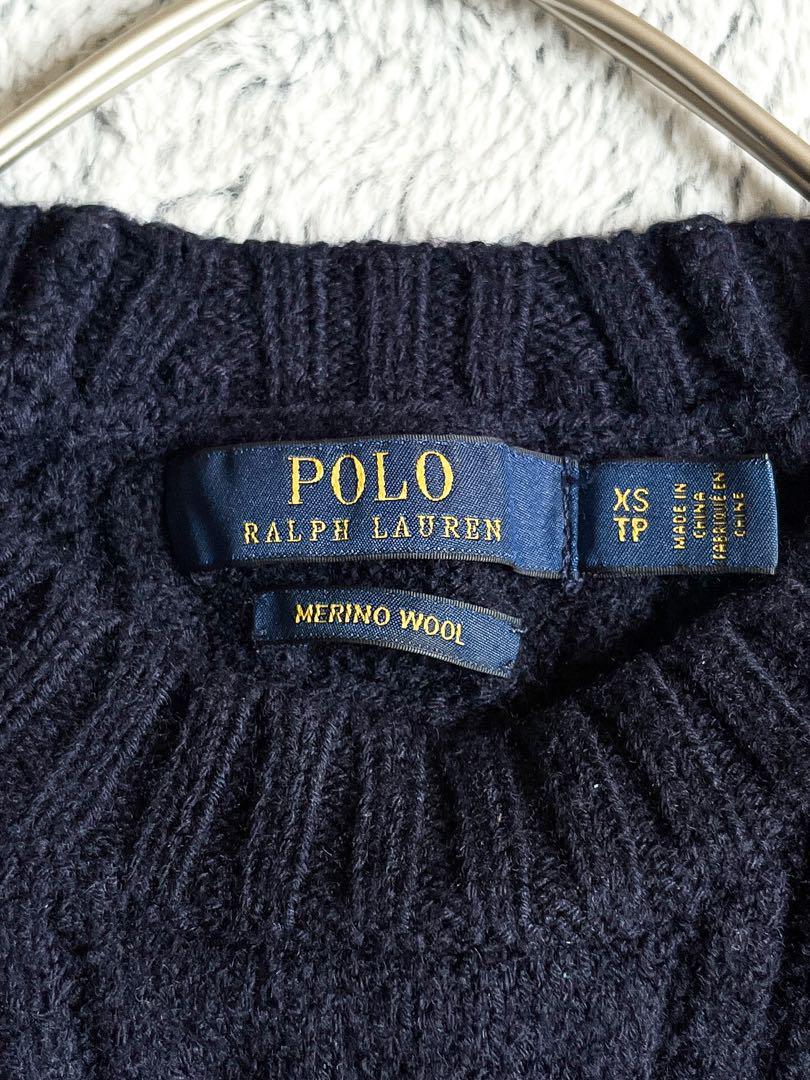 POLO
RALPH LAUREN
XS
TP
MADE IN
CHINA
FABRIQUÉ EN
CHINE
MERINO WOOL